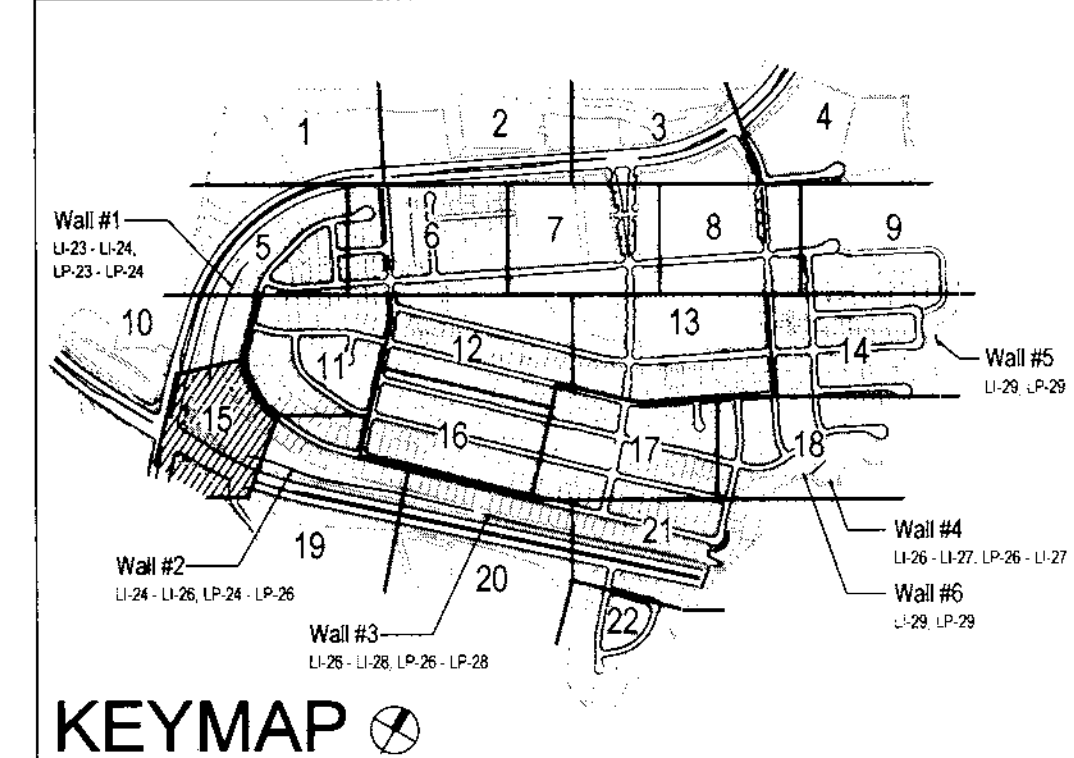 1
2
3
4
Wall #1
LI-23 - LI-24,
LP-23 - LP-24
5
6
7
8
9
10
11
12
13
14
Wall #5
LI-29, LP-29
15
16
17
18
Wall #4
LI-26 - LI-27, LP-26 - LI-27
Wall #6
LI-29, LP-29
19
20
21
22
Wall #2
LI-24 - LI-26, LP-24 - LP-26
Wall #3
LI-26 - LI-28, LP-26 - LP-28
KEYMAP